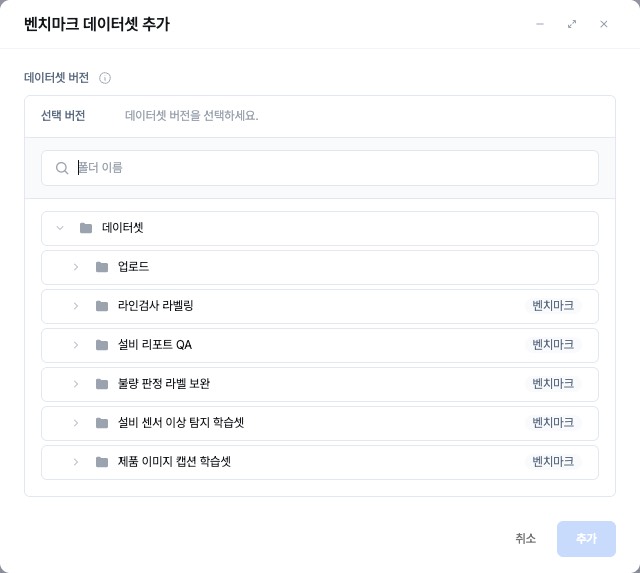 벤치마크 데이터셋 추가
데이터셋 버전
선택 버전 데이터셋 버전을 선택하세요.
폴더 이름
데이터셋
업로드
라인검사 라벨링 벤치마크
설비 리포트 QA 벤치마크
불량 판정 라벨 보완 벤치마크
설비 센서 이상 탐지 학습셋 벤치마크
제품 이미지 캡션 학습셋 벤치마크
취소 추가